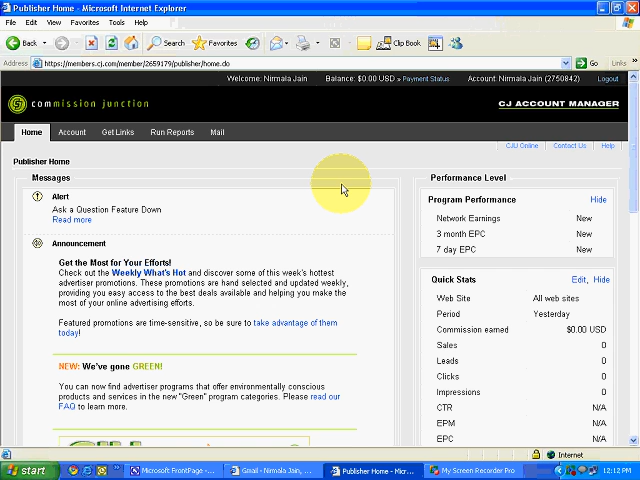 Publisher Home - Microsoft Internet Explorer
File Edit View Favorites Tools Help
Back Search Favorites Clip Book
Address https://members.cj.com/member/2659179/publisher/home.do Go Links »
Welcome: Nirmala Jain Balance: $0.00 USD » Payment Status Account: Nirmala Jain (2750842) Logout
commission junction CJ ACCOUNT MANAGER
Home Account Get Links Run Reports Mail
CJU Online Contact Us Help
Publisher Home
Messages
Alert
Ask a Question Feature Down
Read more
Announcement
Get the Most for Your Efforts!
Check out the Weekly What's Hot and discover some of this week's hottest
advertiser promotions. These promotions are hand selected and updated weekly,
providing you easy access to the best deals available and helping you make the
most of your online advertising efforts.
Featured promotions are time-sensitive, so be sure to take advantage of them
today!
NEW: We've gone GREEN!
You can now find advertiser programs that offer environmentally conscious
products and services in the new "Green" program categories. Please read our
FAQ to learn more.
Performance Level
Program Performance Hide
Network Earnings New
3 month EPC New
7 day EPC New
Quick Stats Edit, Hide
Web Site All web sites
Period Yesterday
Commission earned $0.00 USD
Sales 0
Leads 0
Clicks 0
Impressions 0
CTR N/A
EPM N/A
EPC N/A
Internet
start Microsoft FrontPage -... Gmail - Nirmala Jain, ... Publisher Home - Micr... My Screen Recorder Pro 12:12 PM